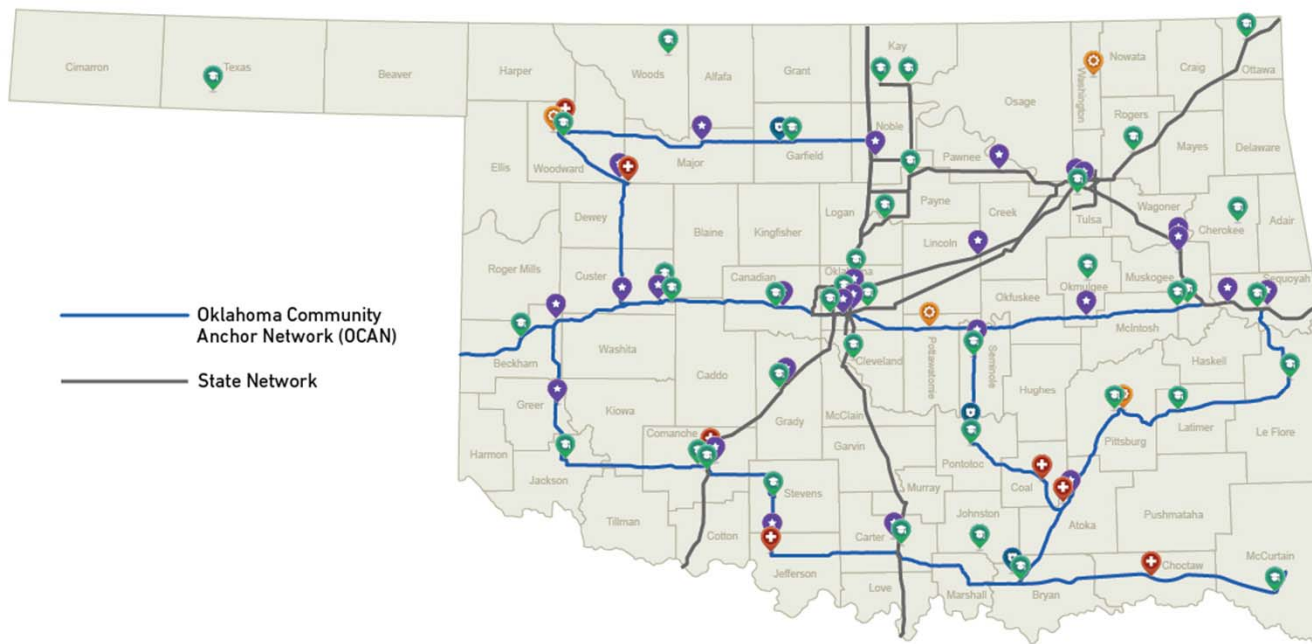 Cimarron
Texas
Beaver
Harper
Woods
Alfafa
Grant
Kay
Osage
Washington
Nowata
Craig
Ottawa
Rogers
Mayes
Delaware
Ellis
Woodward
Major
Garfield
Noble
Pawnee
Dewey
Blaine
Kingfisher
Logan
Payne
Creek
Tulsa
Wagoner
Cherokee
Adair
Roger Mills
Custer
Canadian
Oklahoma
Lincoln
Okfuskee
Okmulgee
Muskogee
Sequoyah
Oklahoma Community
Anchor Network (OCAN)
State Network
Beckham
Washita
Caddo
Cleveland
Pottawatomie
Seminole
Hughes
McIntosh
Haskell
Greer
Kiowa
Grady
McClain
Pittsburg
Latimer
Le Flore
Harmon
Jackson
Comanche
Garvin
Pontotoc
Coal
Tillman
Cotton
Stevens
Murray
Johnston
Atoka
Pushmataha
Carter
Jefferson
Love
Marshall
Bryan
Choctaw
McCurtain